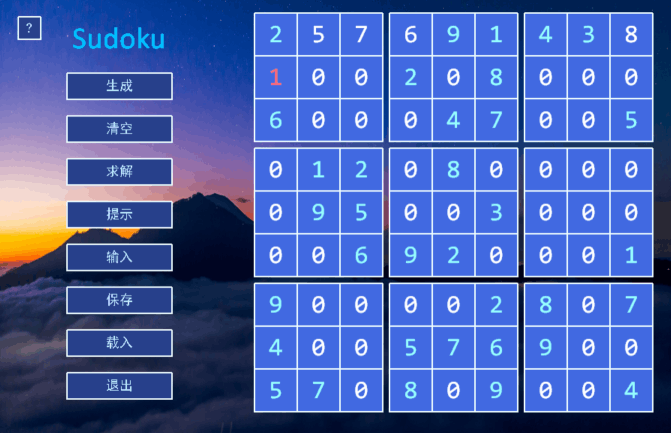 ?
Sudoku
生成
清空
求解
提示
输入
保存
载入
退出
2 5 7 6 9 1 4 3 8
1 0 0 2 0 8 0 0 0
6 0 0 0 4 7 0 0 5
0 1 2 0 8 0 0 0 0
0 9 5 0 0 3 0 0 0
0 0 6 9 2 0 0 0 1
9 0 0 0 0 2 8 0 7
4 0 0 5 7 6 9 0 0
5 7 0 8 0 9 0 0 4